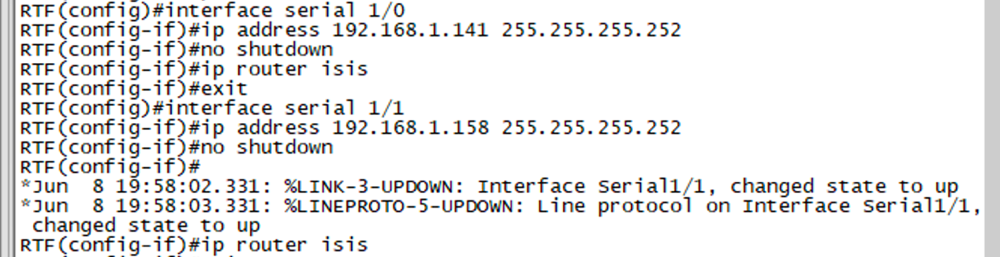 RTF(config)#interface serial 1/0
RTF(config-if)#ip address 192.168.1.141 255.255.255.252
RTF(config-if)#no shutdown
RTF(config-if)#ip router isis
RTF(config-if)#exit
RTF(config)#interface serial 1/1
RTF(config-if)#ip address 192.168.1.158 255.255.255.252
RTF(config-if)#no shutdown
RTF(config-if)#
*Jun  8 19:58:02.331: %LINK-3-UPDOWN: Interface Serial1/1, changed state to up
*Jun  8 19:58:03.331: %LINEPROTO-5-UPDOWN: Line protocol on Interface Serial1/1,
 changed state to up
RTF(config-if)#ip router isis